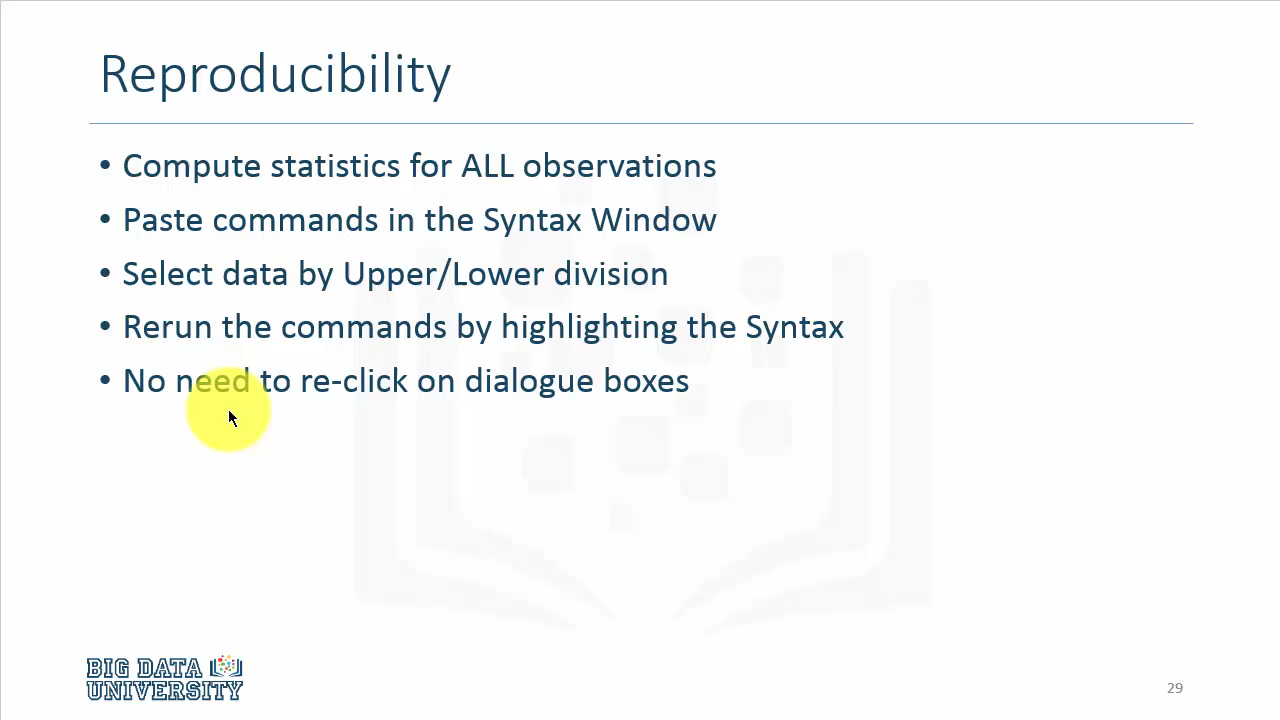 Reproducibility
• Compute statistics for ALL observations
• Paste commands in the Syntax Window
• Select data by Upper/Lower division
• Rerun the commands by highlighting the Syntax
• No need to re-click on dialogue boxes
BIG DATA
UNIVERSITY
29